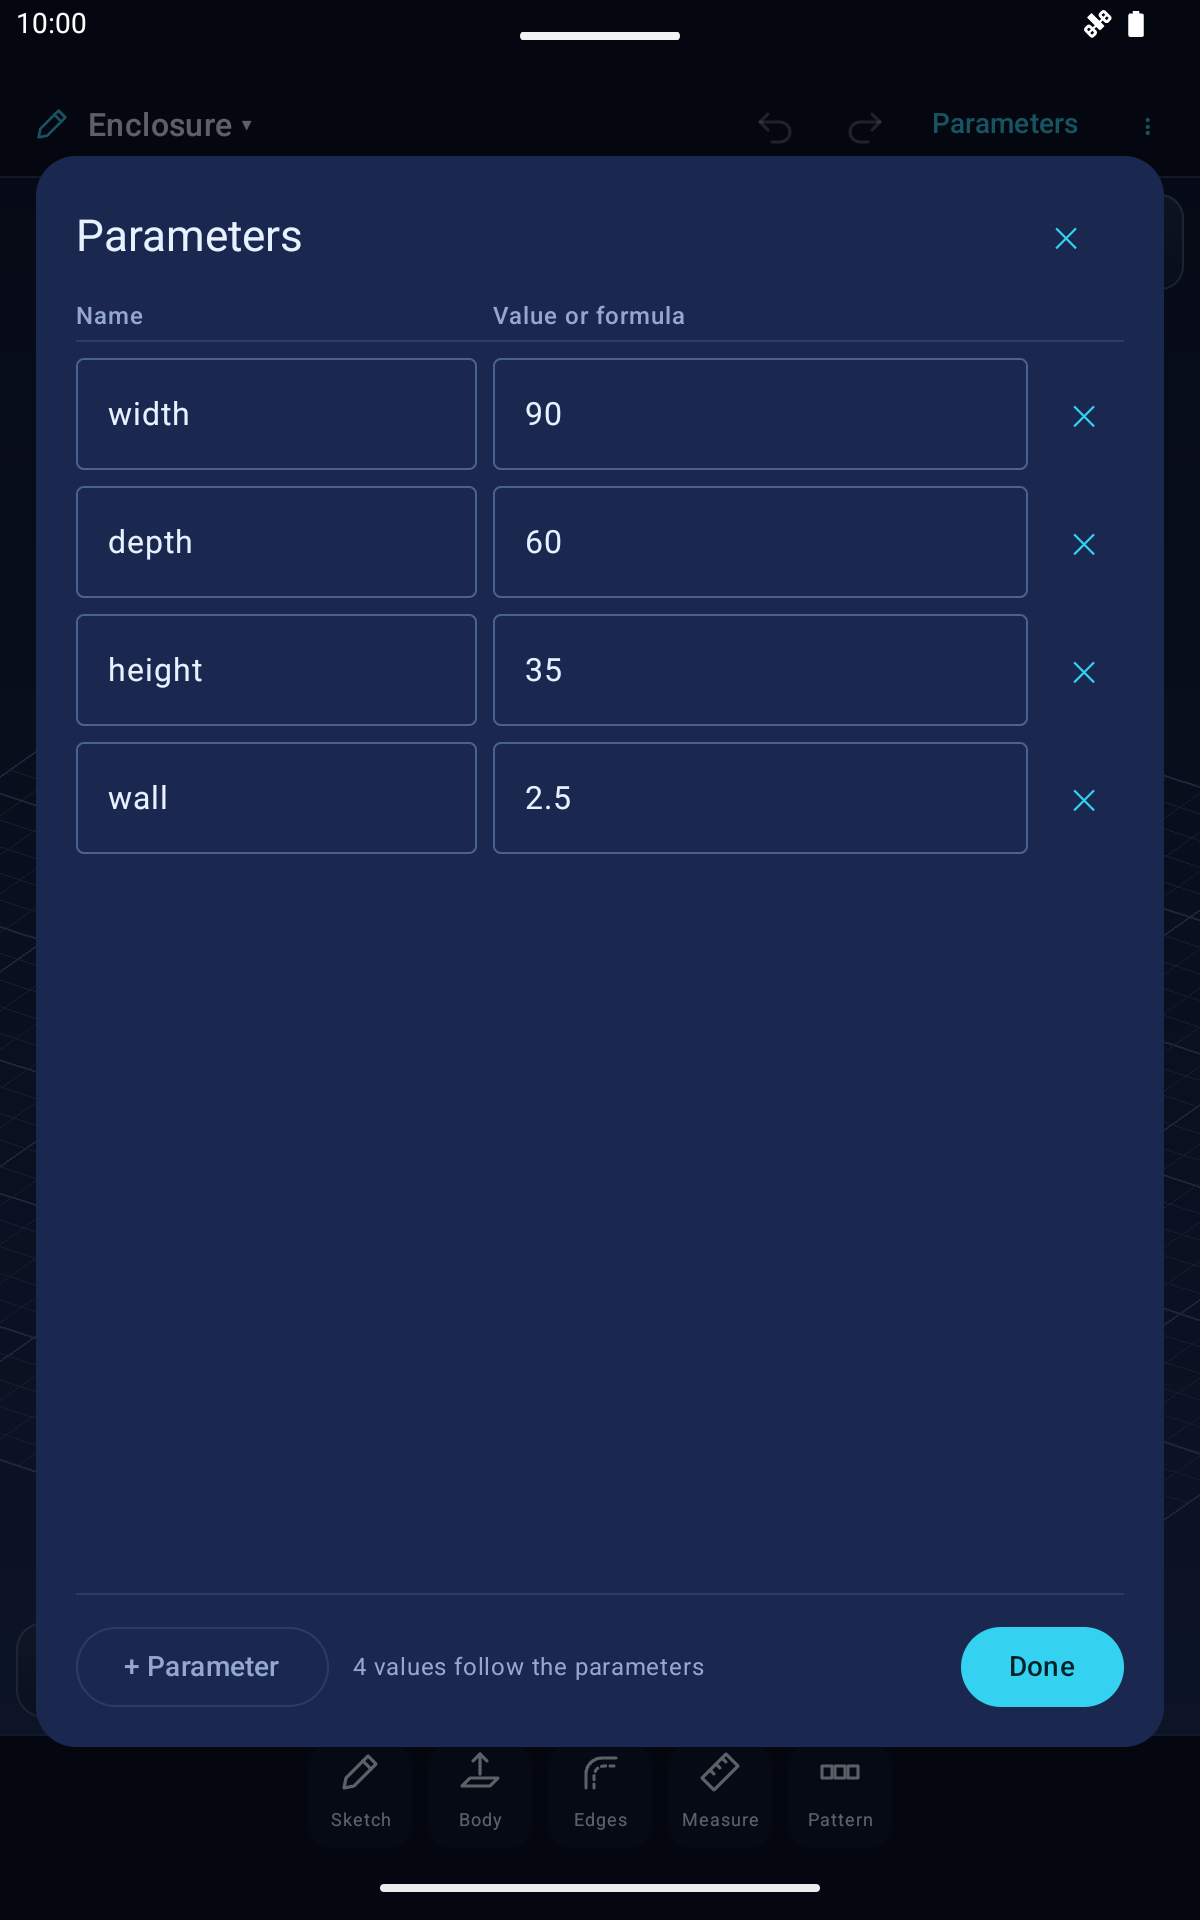 10:00
Enclosure ▾
Parameters
Parameters
Name
Value or formula
width
90
depth
60
height
35
wall
2.5
+ Parameter
4 values follow the parameters
Done
Sketch
Body
Edges
Measure
Pattern